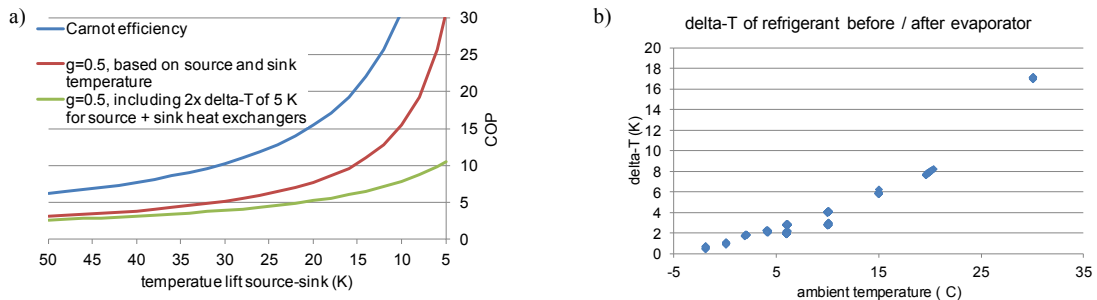 a)
Carnot efficiency
g=0.5, based on source and sink
temperature
g=0.5, including 2x delta-T of 5 K
for source + sink heat exchangers
30
25
20
15
10
5
0
COP
50 45 40 35 30 25 20 15 10 5
temperatue lift source-sink (K)
b)
delta-T of refrigerant before / after evaporator
20
18
16
14
12
10
8
6
4
2
0
delta-T (K)
-5 5 15 25 35
ambient temperature ( C)